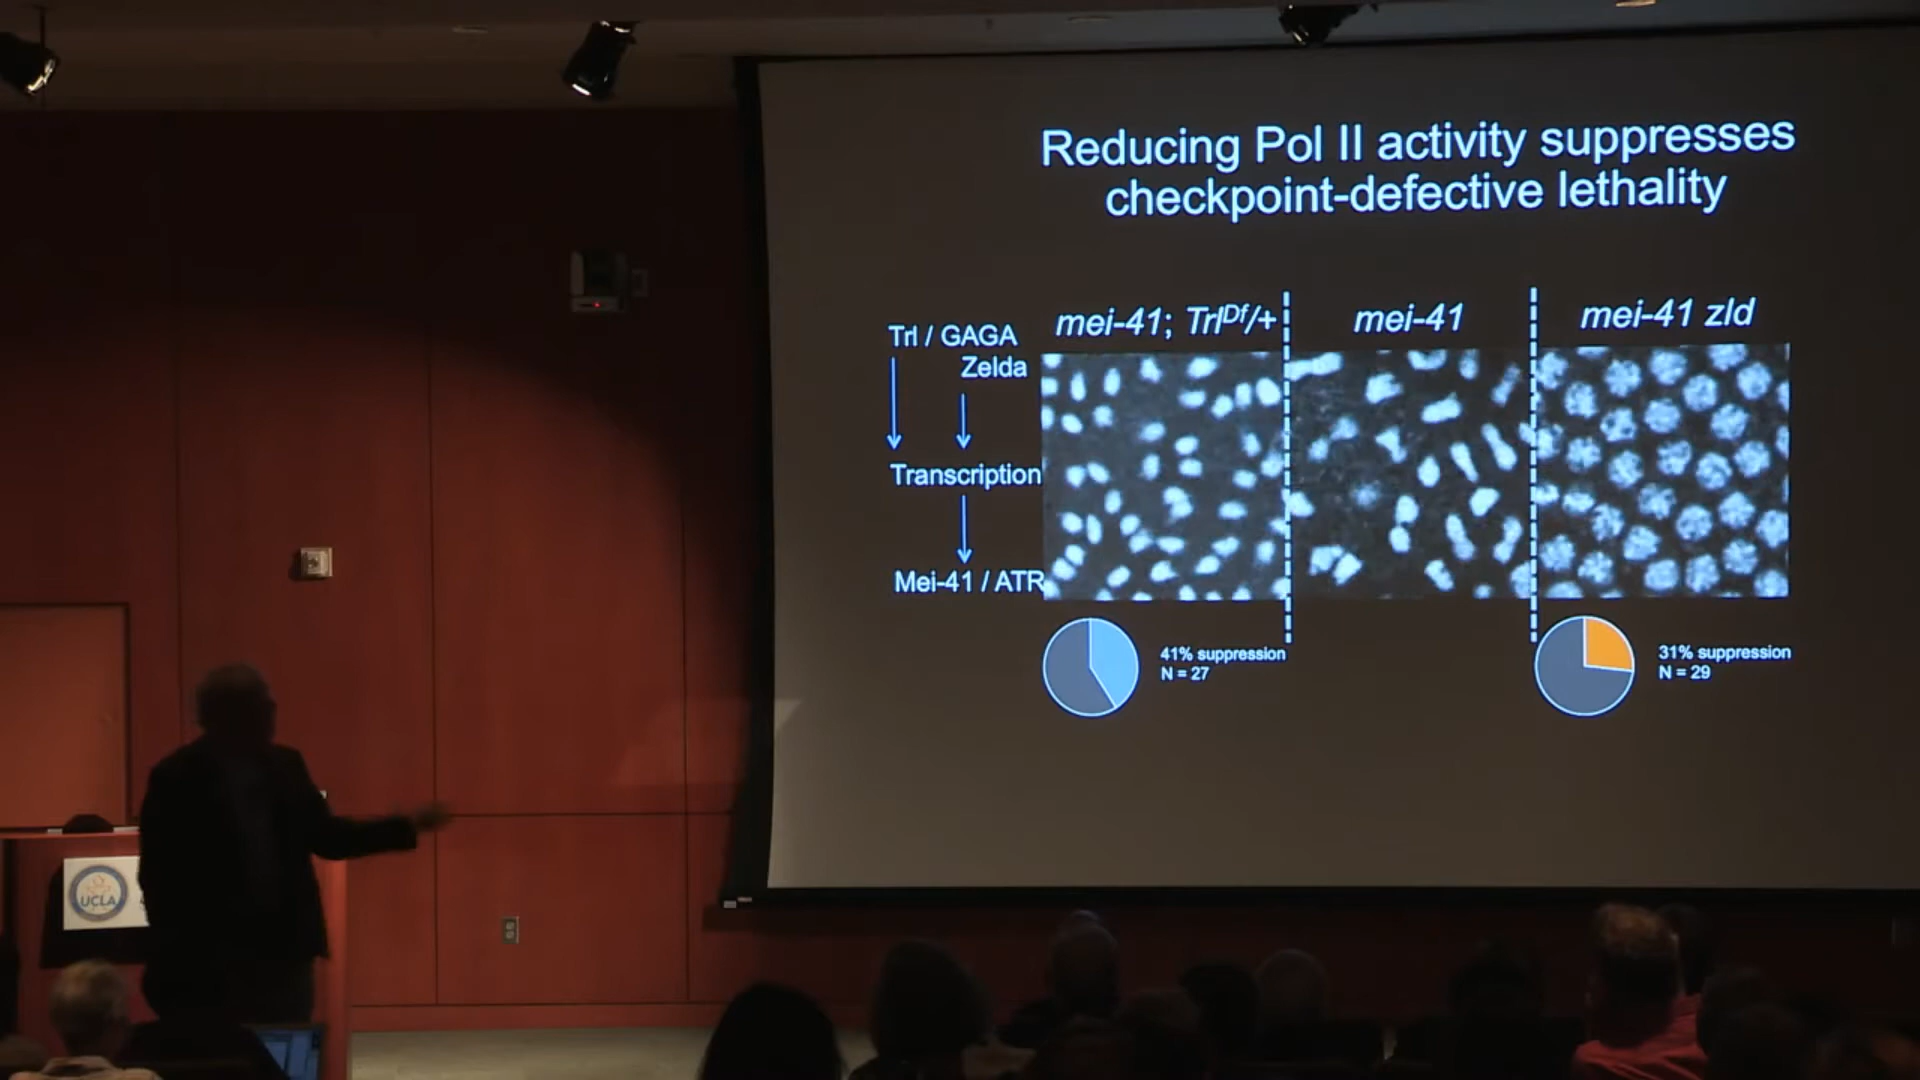 Reducing Pol II activity suppresses
checkpoint-defective lethality
Trl / GAGA
Zelda
Transcription
Mei-41 / ATR
mei-41; Trlᴰᶠ/+
mei-41
mei-41 zld
41% suppression
N = 27
31% suppression
N = 29
UCLA